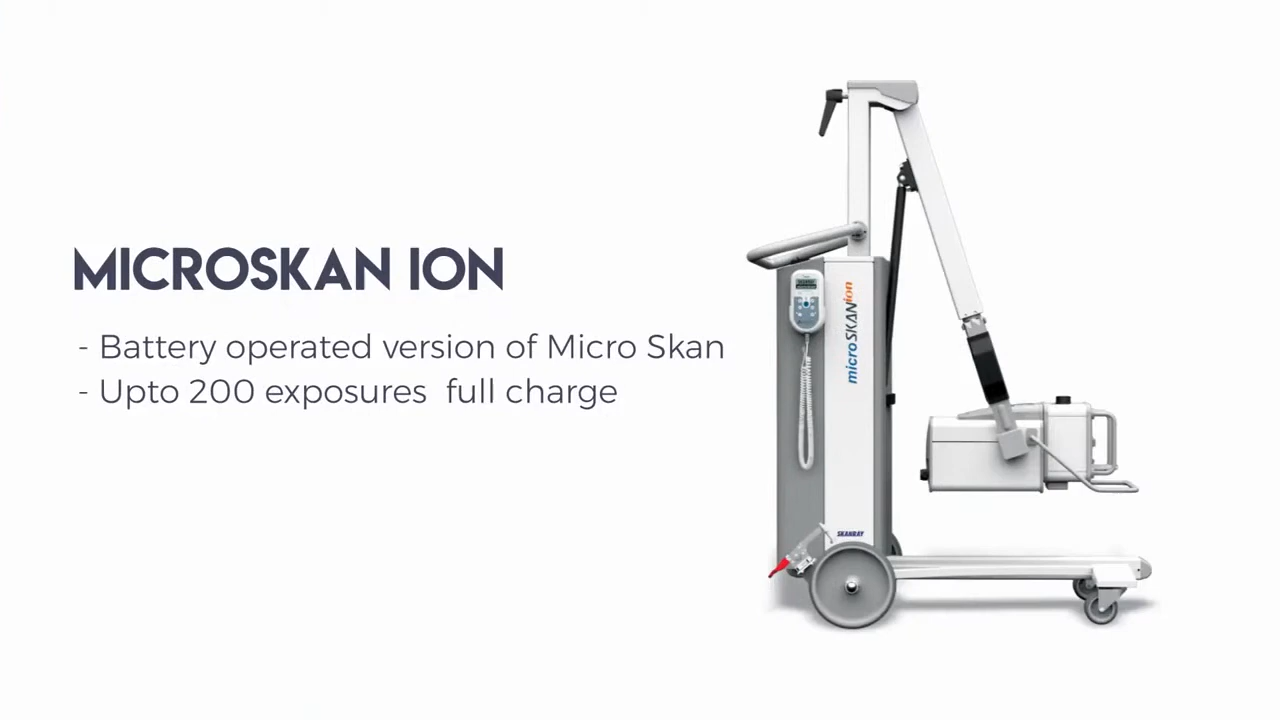 MICROSKAN ION
- Battery operated version of Micro Skan
- Upto 200 exposures full charge
microSKANion
SKANRAY